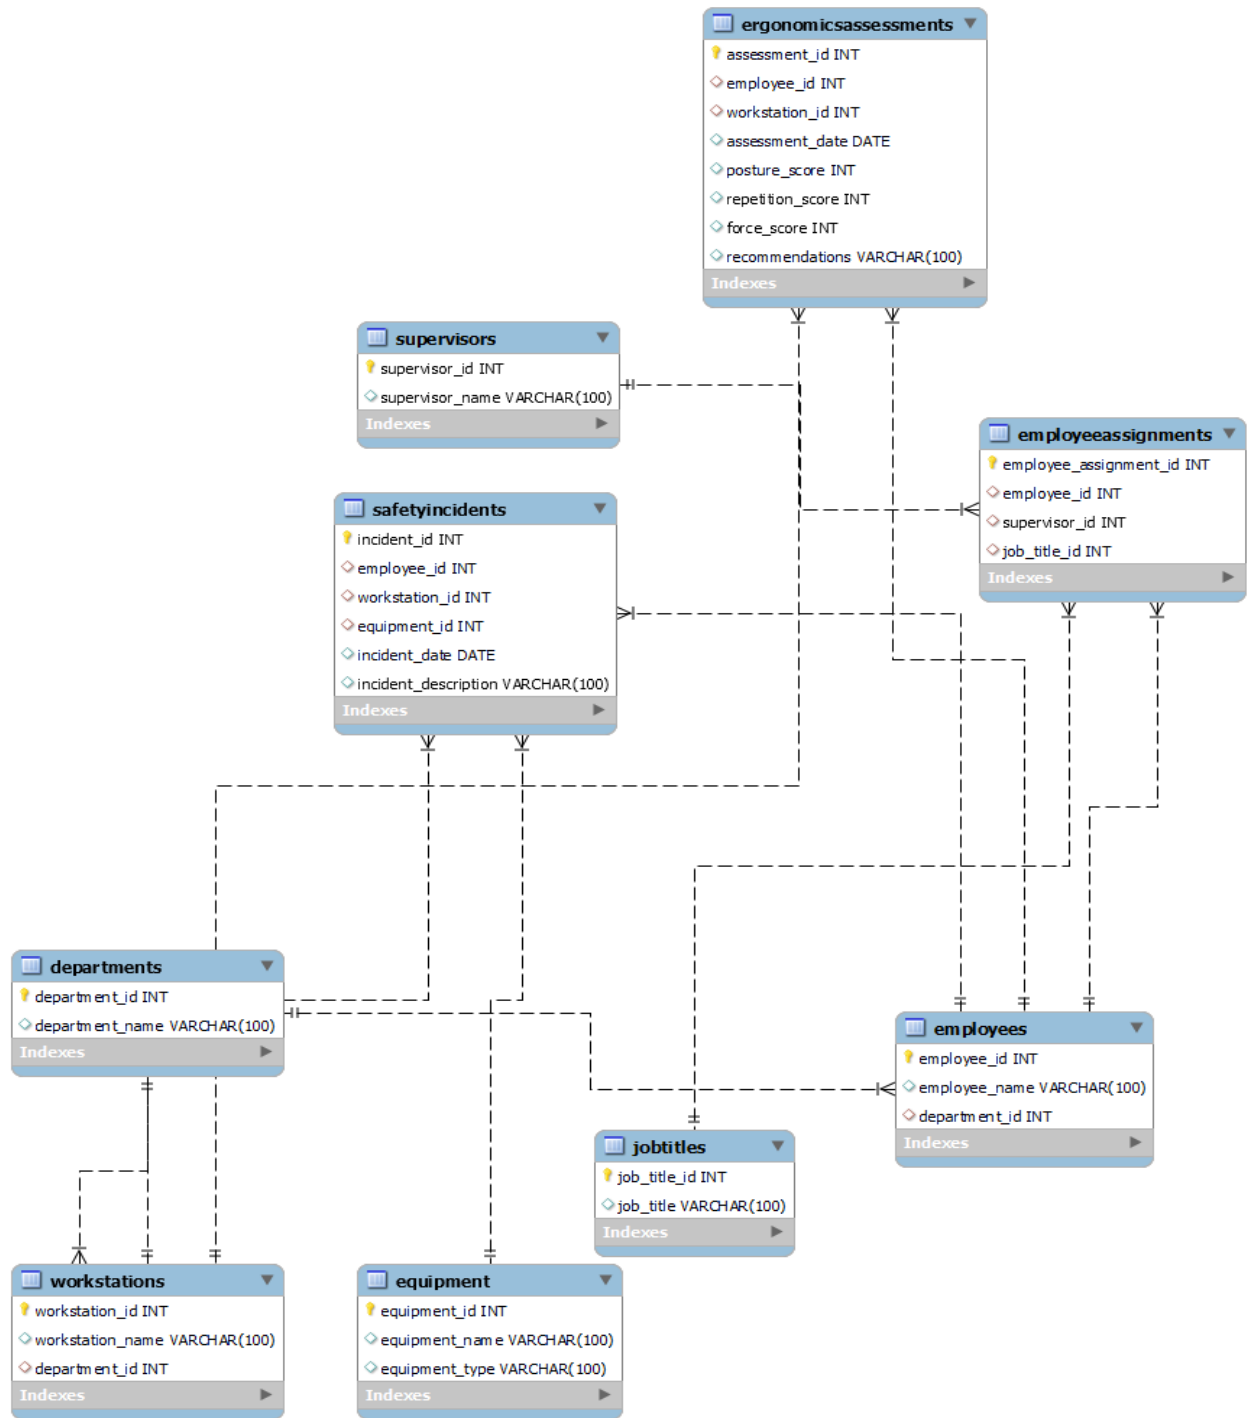 ergonomicsassessments
assessment_id INT
employee_id INT
workstation_id INT
assessment_date DATE
posture_score INT
repetition_score INT
force_score INT
recommendations VARCHAR(100)
Indexes
supervisors
supervisor_id INT
supervisor_name VARCHAR(100)
Indexes
employeeassignments
employee_assignment_id INT
employee_id INT
supervisor_id INT
job_title_id INT
Indexes
safetyincidents
incident_id INT
employee_id INT
workstation_id INT
equipment_id INT
incident_date DATE
incident_description VARCHAR(100)
Indexes
departments
department_id INT
department_name VARCHAR(100)
Indexes
employees
employee_id INT
employee_name VARCHAR(100)
department_id INT
Indexes
jobtitles
job_title_id INT
job_title VARCHAR(100)
Indexes
workstations
workstation_id INT
workstation_name VARCHAR(100)
department_id INT
Indexes
equipment
equipment_id INT
equipment_name VARCHAR(100)
equipment_type VARCHAR(100)
Indexes